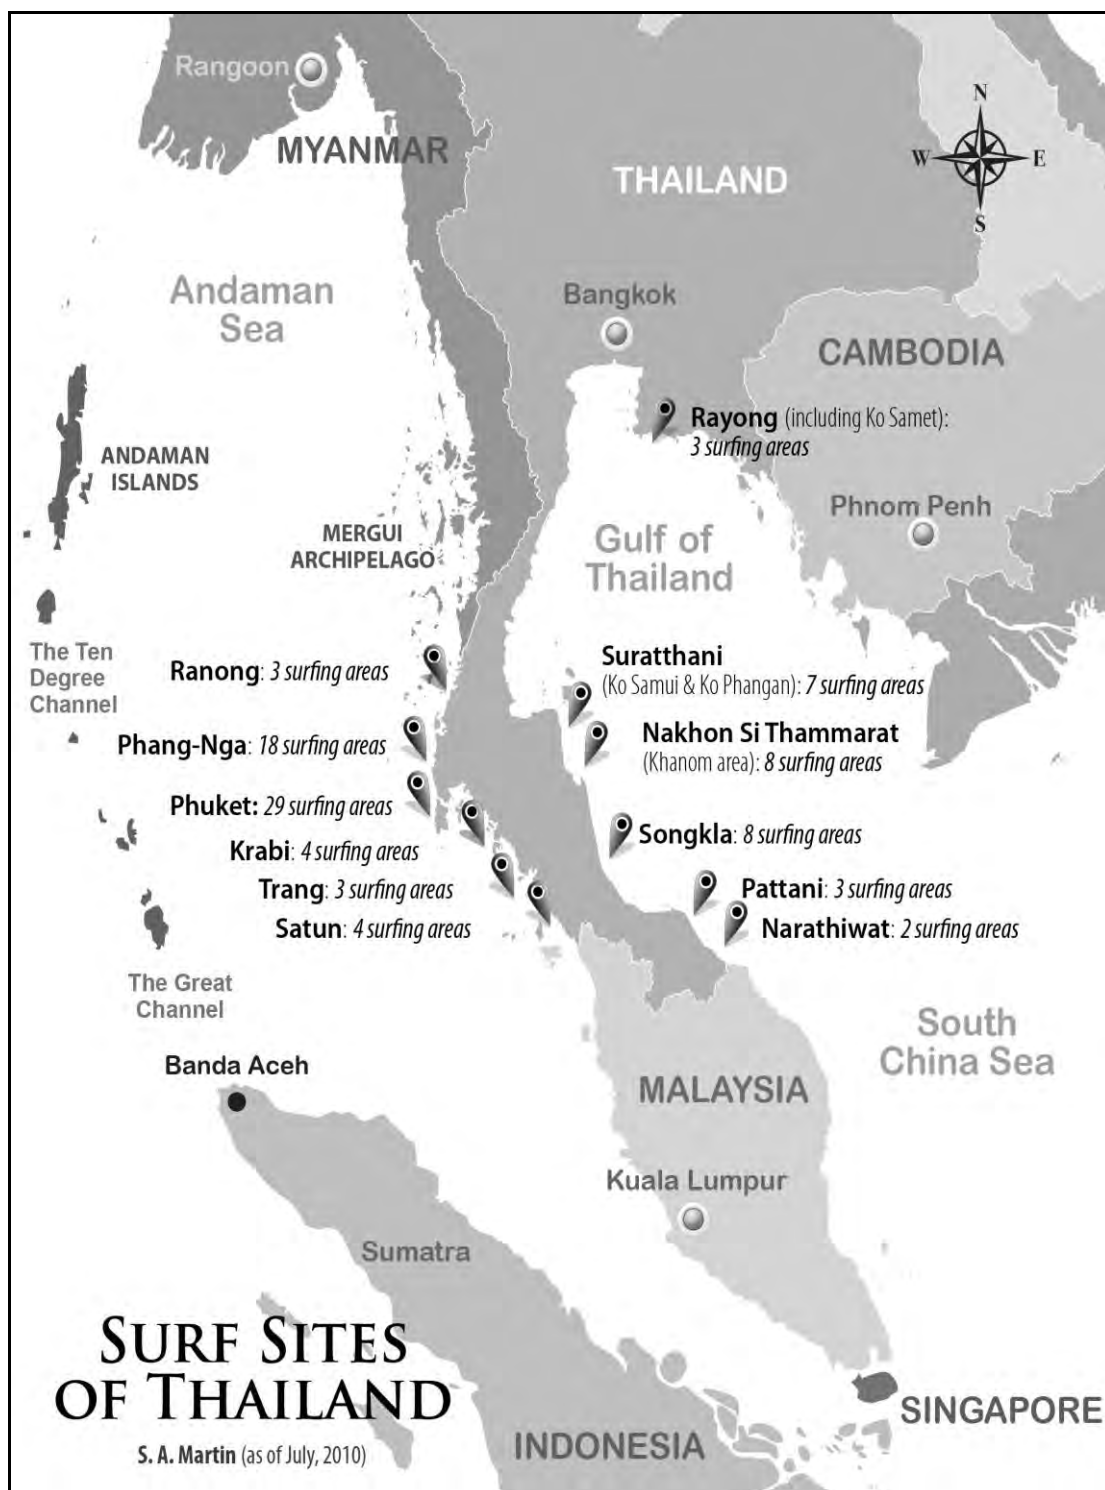 Rangoon
MYANMAR
THAILAND
N
W
E
S
Andaman
Sea
Bangkok
CAMBODIA
Rayong (including Ko Samet):
3 surfing areas
ANDAMAN
ISLANDS
Phnom Penh
MERGUI
ARCHIPELAGO
Gulf of
Thailand
The Ten
Degree
Channel
Ranong: 3 surfing areas
Suratthani
(Ko Samui & Ko Phangan): 7 surfing areas
Phang-Nga: 18 surfing areas
Nakhon Si Thammarat
(Khanom area): 8 surfing areas
Phuket: 29 surfing areas
Krabi: 4 surfing areas
Songkla: 8 surfing areas
Trang: 3 surfing areas
Pattani: 3 surfing areas
Satun: 4 surfing areas
Narathiwat: 2 surfing areas
The Great
Channel
South
China Sea
Banda Aceh
MALAYSIA
Kuala Lumpur
Sumatra
SURF SITES
OF THAILAND
S. A. Martin (as of July, 2010)
SINGAPORE
INDONESIA